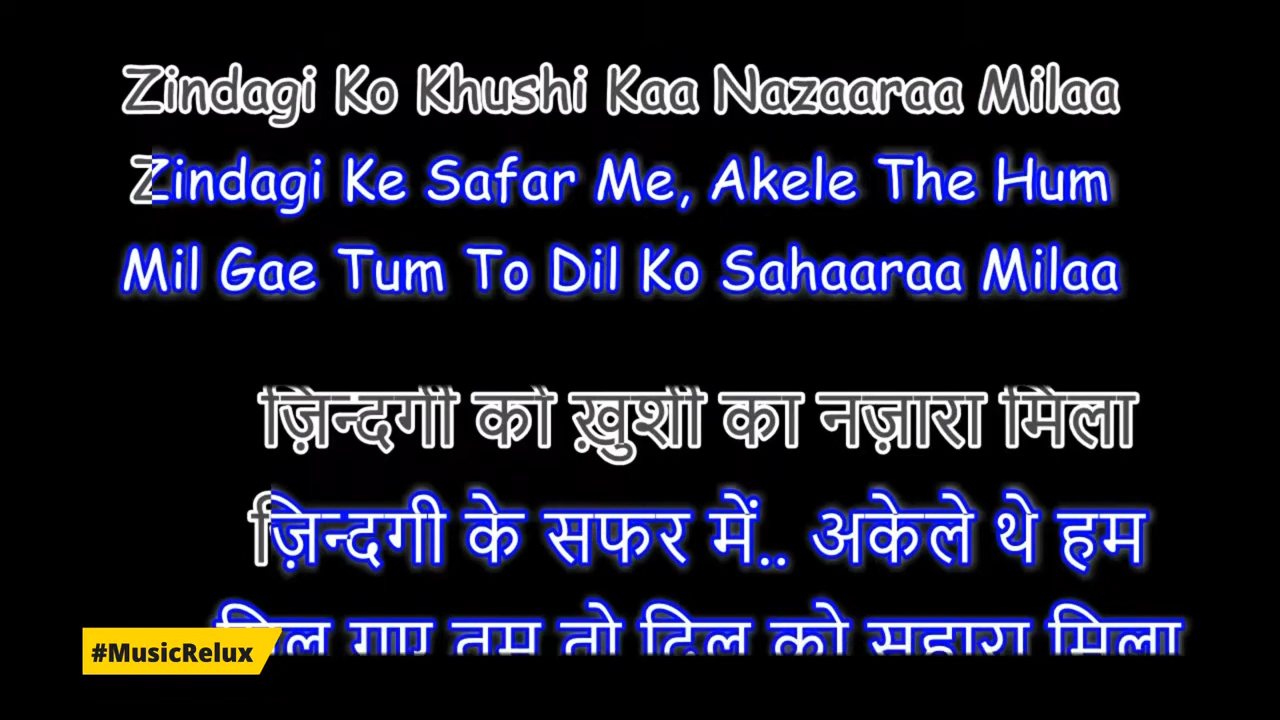 Zindagi Ko Khushi Kaa Nazaaraa Milaa
Zindagi Ke Safar Me, Akele The Hum
Mil Gae Tum To Dil Ko Sahaaraa Milaa
ज़िन्दगी को ख़ुशी का नज़ारा मिला
ज़िन्दगी के सफर में.. अकेले थे हम
मिल गए तुम तो दिल को सहारा मिला
#MusicRelux